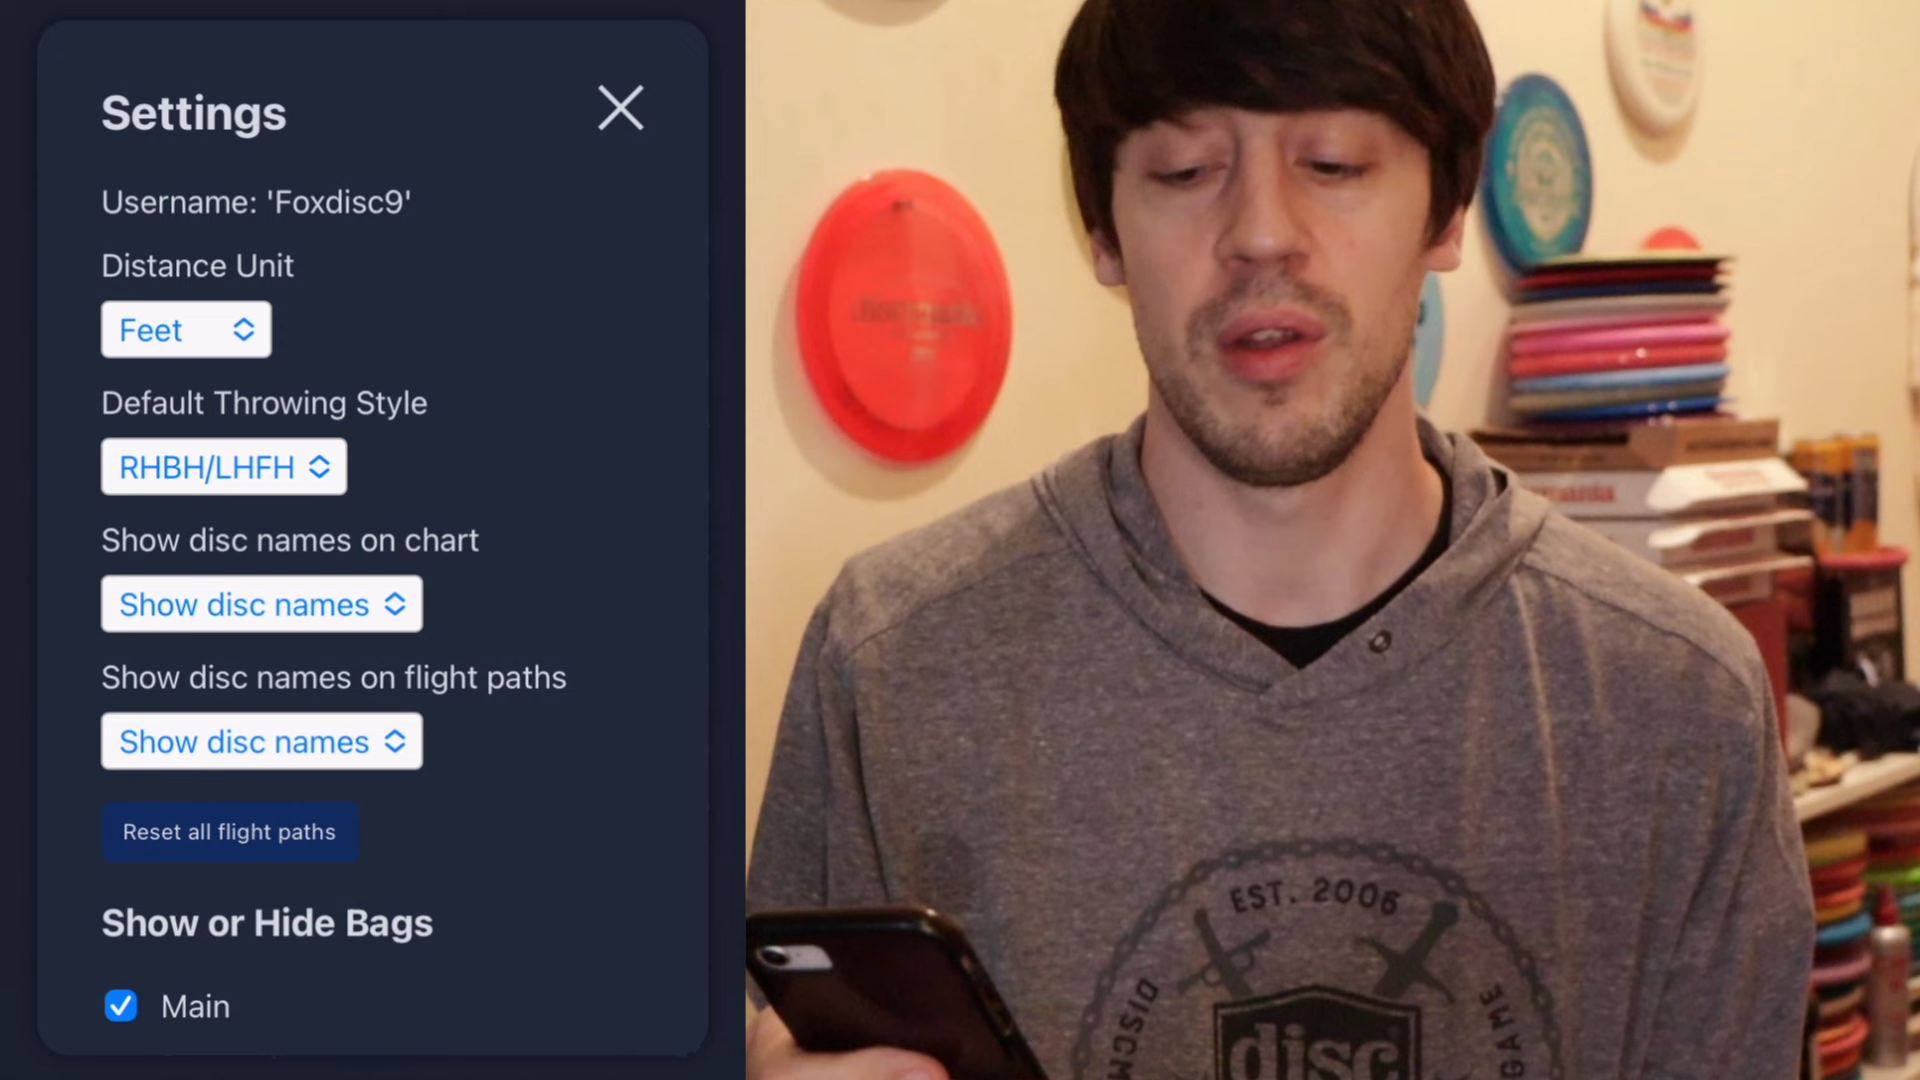 Settings
Username: 'Foxdisc9'
Distance Unit
Feet
Default Throwing Style
RHBH/LHFH
Show disc names on chart
Show disc names
Show disc names on flight paths
Show disc names
Reset all flight paths
Show or Hide Bags
Main
EST. 2006
disc
GAME